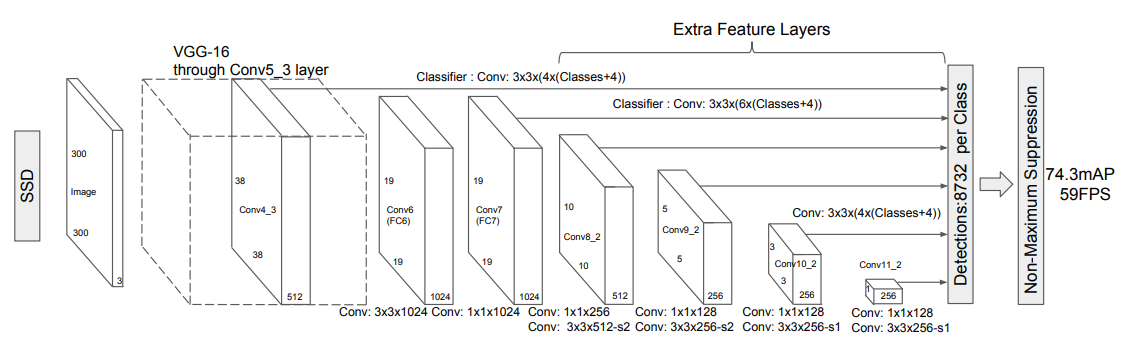 Extra Feature Layers
VGG-16
through Conv5_3 layer
Classifier : Conv: 3x3x(4x(Classes+4))
Classifier : Conv: 3x3x(6x(Classes+4))
SSD
300
Image
300
3
38
Conv4_3
38
512
19
Conv6
(FC6)
19
1024
19
Conv7
(FC7)
19
1024
10
Conv8_2
10
512
5
Conv9_2
5
256
Conv: 3x3x(4x(Classes+4))
3
Conv10_2
3
256
Conv11_2
1
256
Detections:8732 per Class
Non-Maximum Suppression
74.3mAP
59FPS
Conv: 3x3x1024
Conv: 1x1x1024
Conv: 1x1x256
Conv: 3x3x512-s2
Conv: 1x1x128
Conv: 3x3x256-s2
Conv: 1x1x128
Conv: 3x3x256-s1
Conv: 1x1x128
Conv: 3x3x256-s1